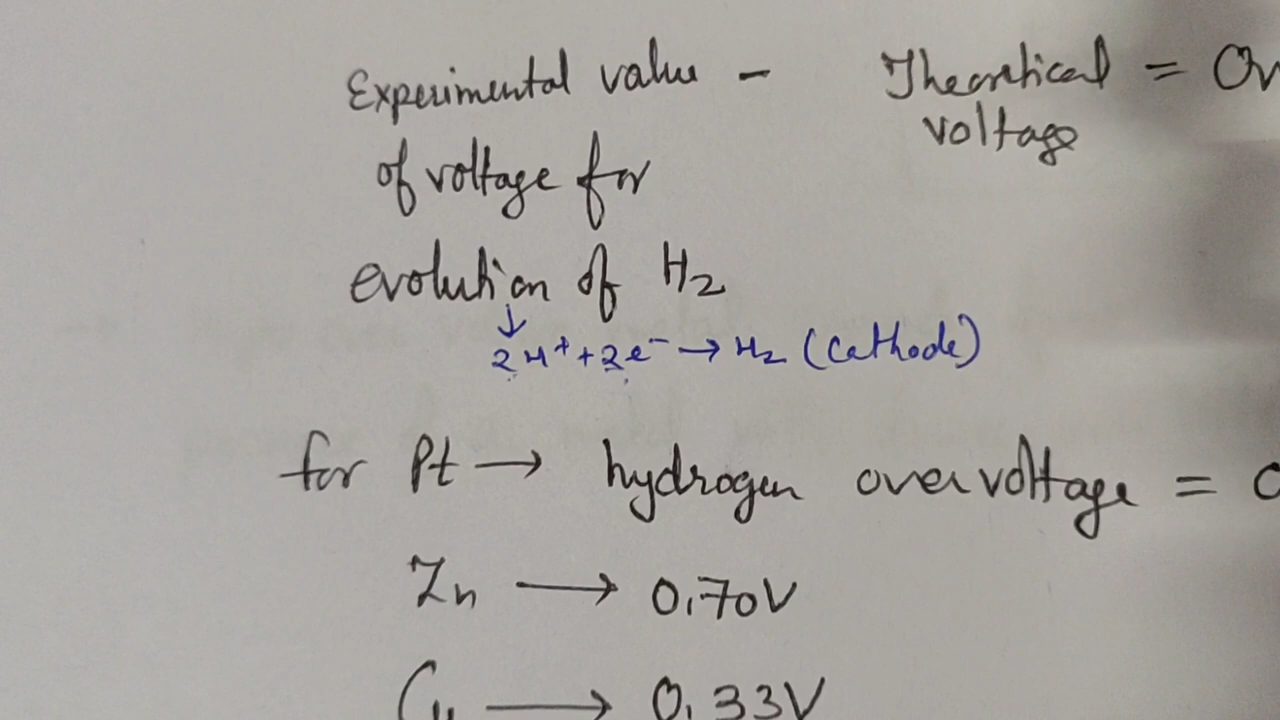 Experimental value - Theoretical = Ov
voltage
of voltage for
evolution of H2
↓
2H⁺ + 2e⁻ → H2 (Cathode)
for Pt → hydrogen overvoltage =
Zn → 0.70V
Cu → 0.33V